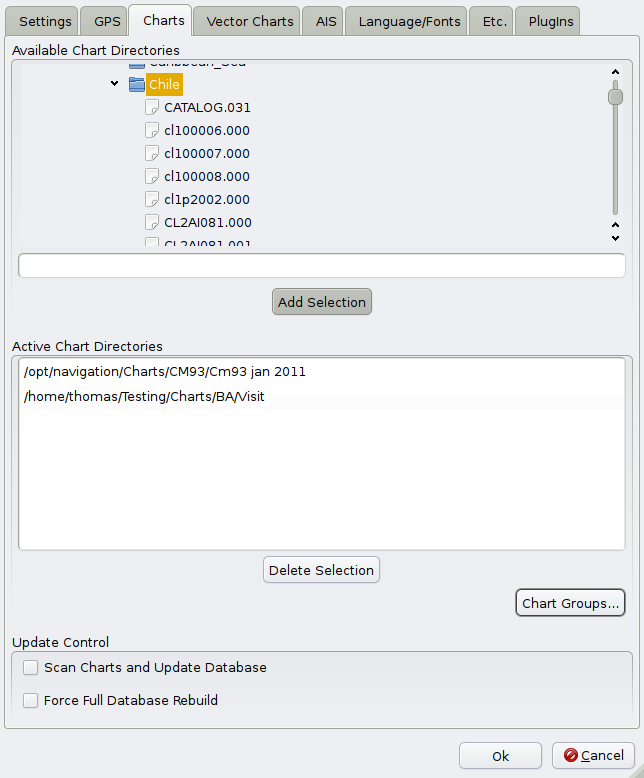 Settings GPS Charts Vector Charts AIS Language/Fonts Etc. PlugIns
Available Chart Directories
Caribbean_Sea
Chile
CATALOG.031
cl100006.000
cl100007.000
cl100008.000
cl1p2002.000
CL2AI081.000
CL2AI081.001
Add Selection
Active Chart Directories
/opt/navigation/Charts/CM93/Cm93 jan 2011
/home/thomas/Testing/Charts/BA/Visit
Delete Selection
Chart Groups...
Update Control
Scan Charts and Update Database
Force Full Database Rebuild
Ok Cancel